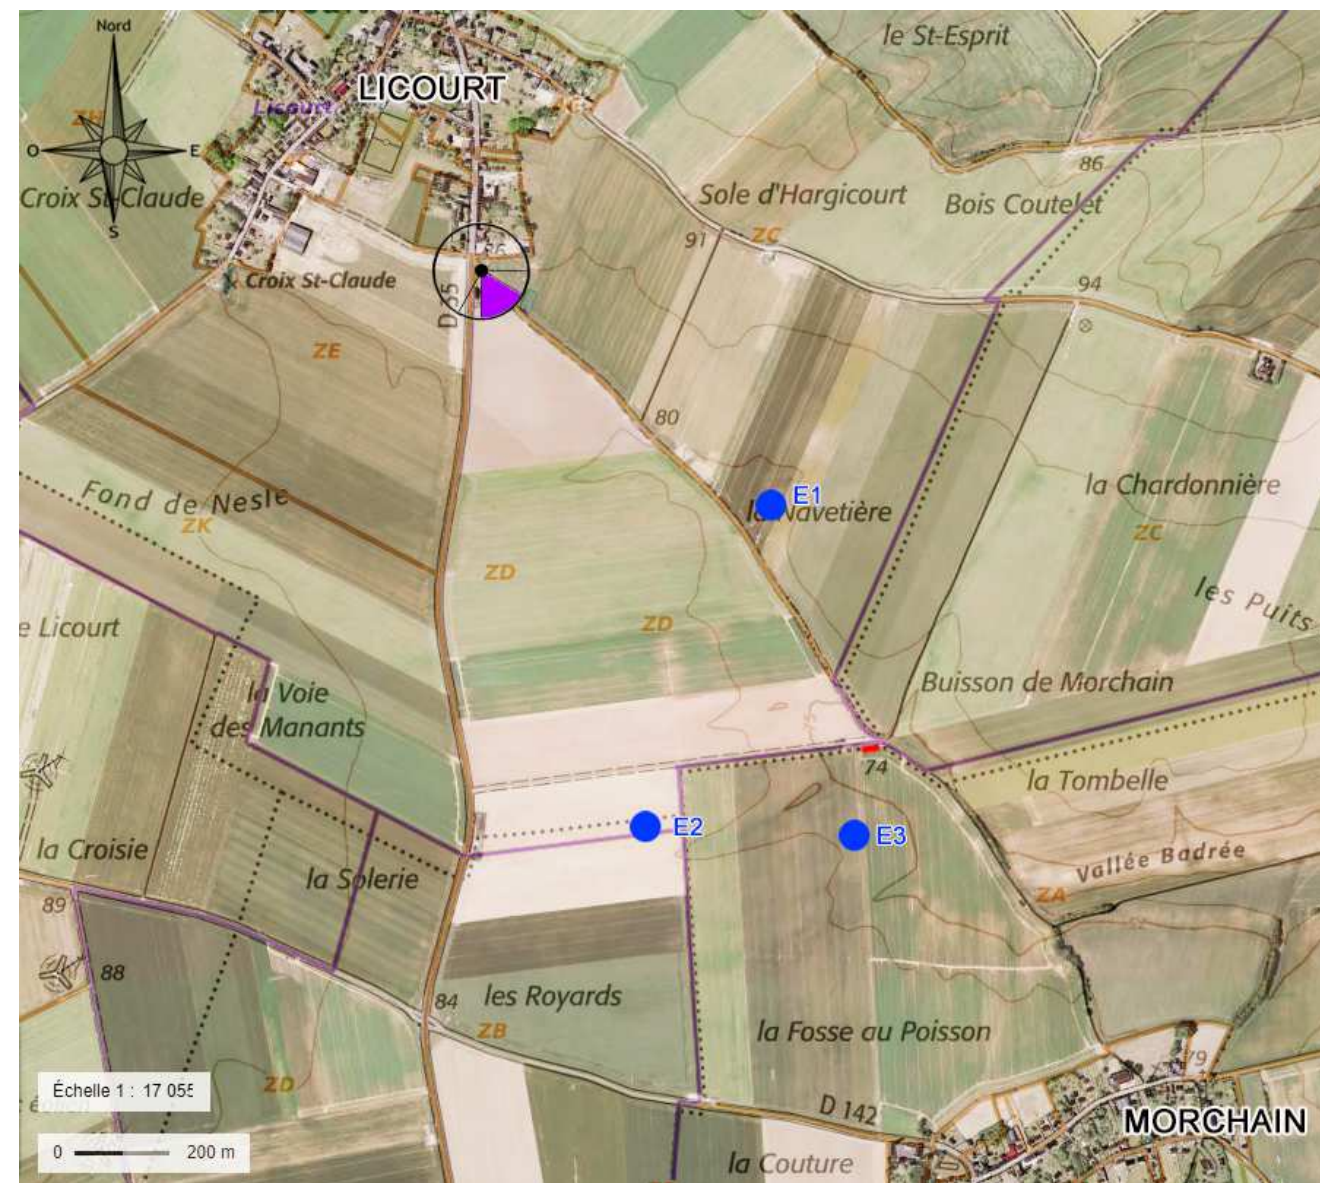 Nord
le St-Esprit
LICOURT
Licourt
ZH
O
E
S
86
Croix St-Claude
Sole d'Hargicourt
Bois Coutelet
91
ZC
86
Croix St-Claude
94
D 35
ZE
80
Fond de Nesle
ZK
E1
la Navetière
la Chardonnière
ZC
ZD
les Puits
e Licourt
ZD
la Voie
des Manants
Buisson de Morchain
74
la Tombelle
E2
E3
la Croisie
la Solerie
Vallée Badrée
ZA
89
88
84
les Royards
ZB
la Fosse au Poisson
79
Échelle 1 : 17 055
ZD
D 142
MORCHAIN
0
200 m
la Couture